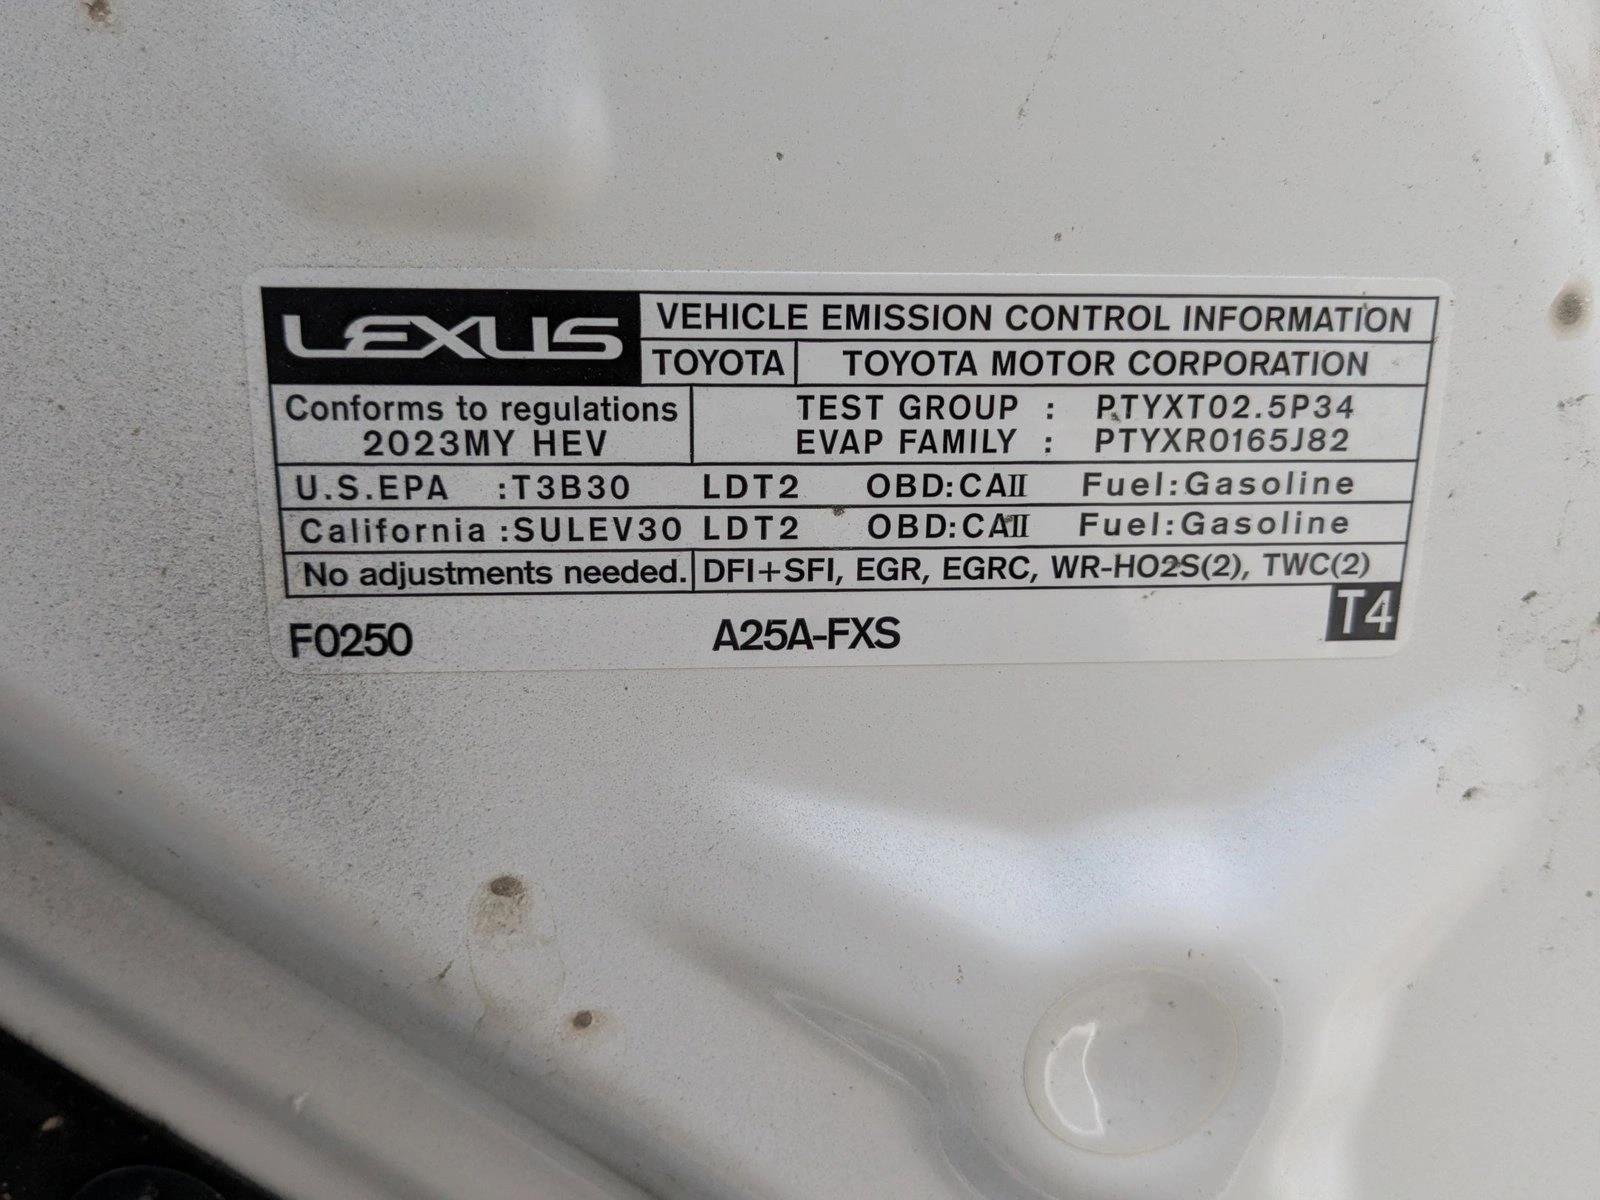 LEXUS VEHICLE EMISSION CONTROL INFORMATION
TOYOTA TOYOTA MOTOR CORPORATION
Conforms to regulations TEST GROUP : PTYXT02.5P34
2023MY HEV EVAP FAMILY : PTYXR0165J82
U.S.EPA :T3B30 LDT2 OBD:CAII Fuel:Gasoline
California :SULEV30 LDT2 OBD:CAII Fuel:Gasoline
No adjustments needed. DFI+SFI, EGR, EGRC, WR-HO2S(2), TWC(2)
F0250 A25A-FXS T4